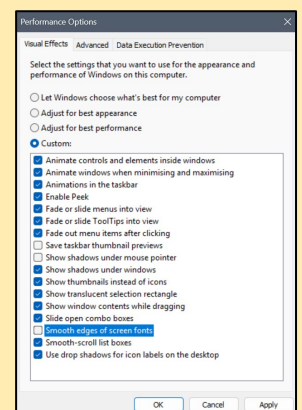 Performance Options
Visual Effects Advanced Data Execution Prevention
Select the settings that you want to use for the appearance and
performance of Windows on this computer.
Let Windows choose what's best for my computer
Adjust for best appearance
Adjust for best performance
Custom:
Animate controls and elements inside windows
Animate windows when minimising and maximising
Animations in the taskbar
Enable Peek
Fade or slide menus into view
Fade or slide ToolTips into view
Fade out menu items after clicking
Save taskbar thumbnail previews
Show shadows under mouse pointer
Show shadows under windows
Show thumbnails instead of icons
Show translucent selection rectangle
Show window contents while dragging
Slide open combo boxes
Smooth edges of screen fonts
Smooth-scroll list boxes
Use drop shadows for icon labels on the desktop
OK Cancel Apply